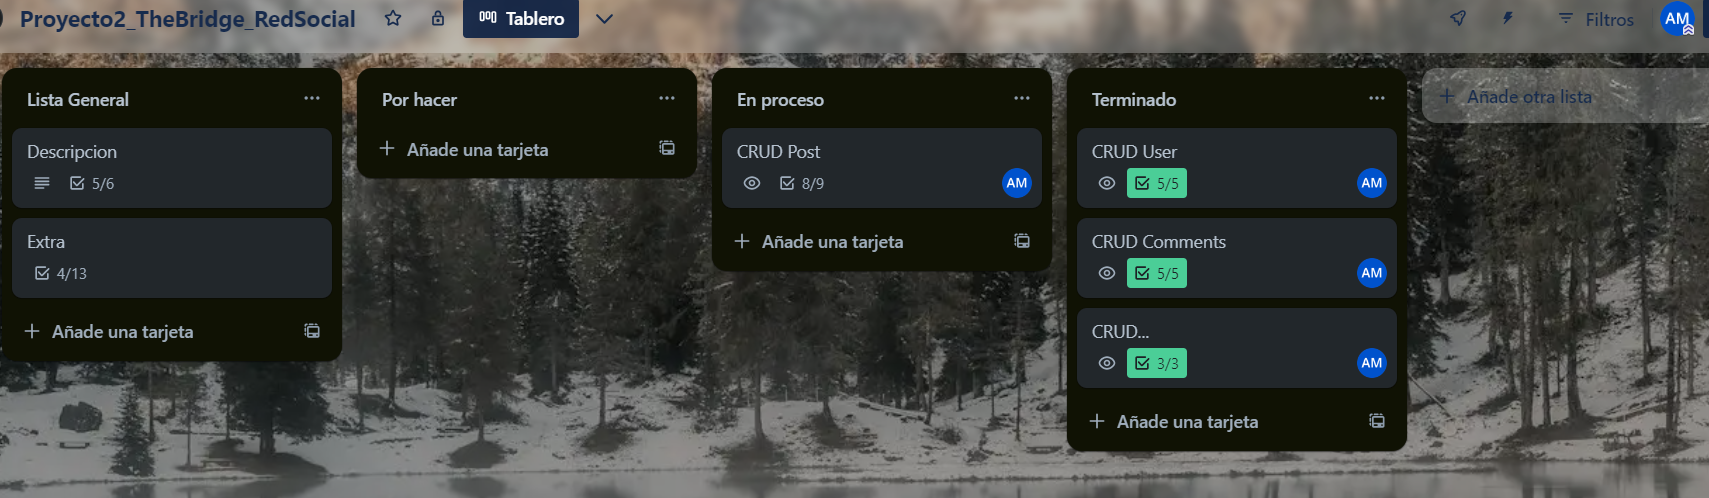 Proyecto2_TheBridge_RedSocial
Tablero
Filtros
AM
Lista General
Descripcion
5/6
Extra
4/13
Añade una tarjeta
Por hacer
Añade una tarjeta
En proceso
CRUD Post
8/9
AM
Añade una tarjeta
Terminado
CRUD User
5/5
AM
CRUD Comments
5/5
AM
CRUD...
3/3
AM
Añade una tarjeta
Añade otra lista